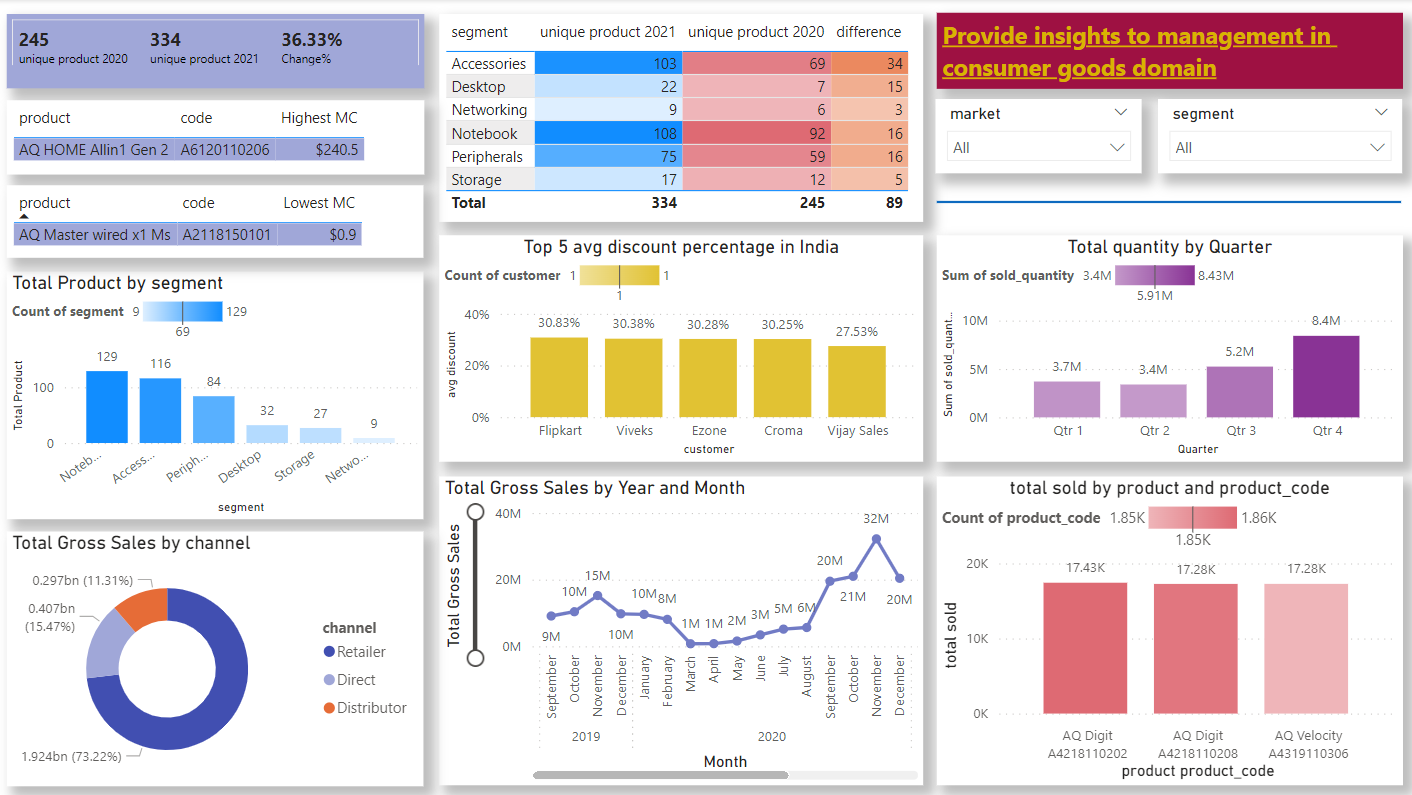 245 334 36.33%
unique product 2020 unique product 2021 Change%
product code Highest MC
AQ HOME Allin1 Gen 2 A6120110206 $240.5
product code Lowest MC
AQ Master wired x1 Ms A2118150101 $0.9
segment unique product 2021 unique product 2020 difference
Accessories 103 69 34
Desktop 22 7 15
Networking 9 6 3
Notebook 108 92 16
Peripherals 75 59 16
Storage 17 12 5
Total 334 245 89
Provide insights to management in
consumer goods domain
market
All
segment
All
Total Product by segment
Count of segment 9 129
69
Total Product
100
0
129 116 84 32 27 9
Noteb... Access... Periph... Desktop Storage Netwo...
segment
Top 5 avg discount percentage in India
Count of customer 1 1
1
avg discount
40%
20%
0%
30.83% 30.38% 30.28% 30.25% 27.53%
Flipkart Viveks Ezone Croma Vijay Sales
customer
Total quantity by Quarter
Sum of sold_quantity 3.4M 8.43M
5.91M
Sum of sold_quant...
10M
5M
0M
3.7M 3.4M 5.2M 8.4M
Qtr 1 Qtr 2 Qtr 3 Qtr 4
Quarter
Total Gross Sales by channel
0.297bn (11.31%)
0.407bn
(15.47%)
1.924bn (73.22%)
channel
Retailer
Direct
Distributor
Total Gross Sales by Year and Month
Total Gross Sales
40M
20M
0M
9M 10M 15M 10M 10M 8M 1M 1M 2M 3M 5M 6M 20M 21M 32M 20M
September October November December January February March April May June July August September October November December
2019 2020
Month
total sold by product and product_code
Count of product_code 1.85K 1.86K
1.85K
total sold
20K
10K
0K
17.43K 17.28K 17.28K
AQ Digit AQ Digit AQ Velocity
A4218110202 A4218110208 A4319110306
product product_code